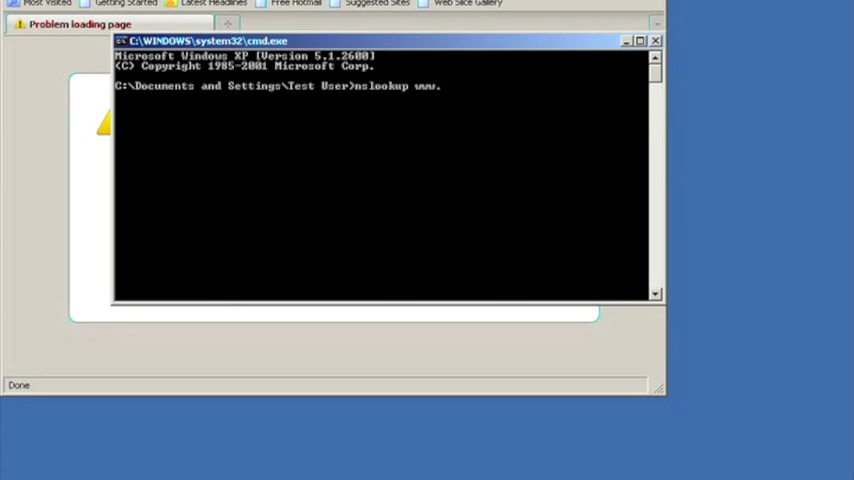 Most Visited Getting Started Latest Headlines Free Hotmail Suggested Sites Web Slice Gallery
Problem loading page
C:\WINDOWS\system32\cmd.exe
Microsoft Windows XP [Version 5.1.2600]
(C) Copyright 1985-2001 Microsoft Corp.
C:\Documents and Settings\Test User>nslookup www.
Done